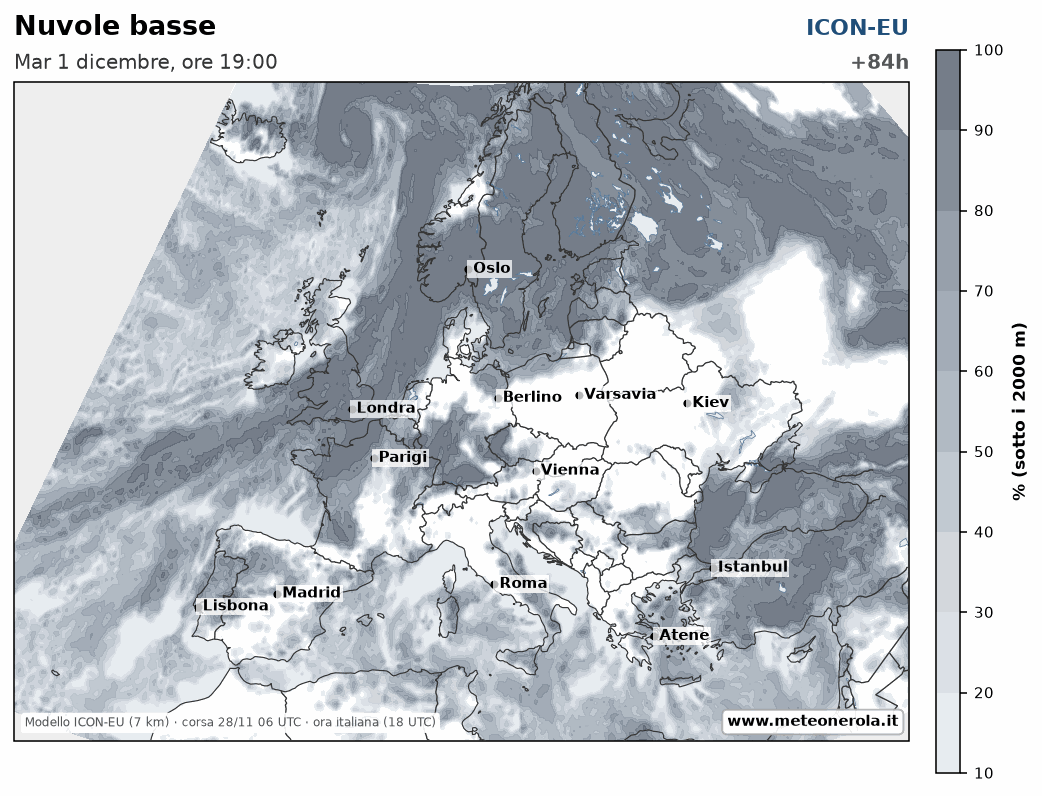 Nuvole basse
ICON-EU
Mar 1 dicembre, ore 19:00
+84h
100
90
80
70
60
50
40
30
20
10
% (sotto i 2000 m)
Oslo
Londra
Berlino
Varsavia
Kiev
Parigi
Vienna
Istanbul
Roma
Madrid
Lisbona
Atene
Modello ICON-EU (7 km) · corsa 28/11 06 UTC · ora italiana (18 UTC)
www.meteonerola.it